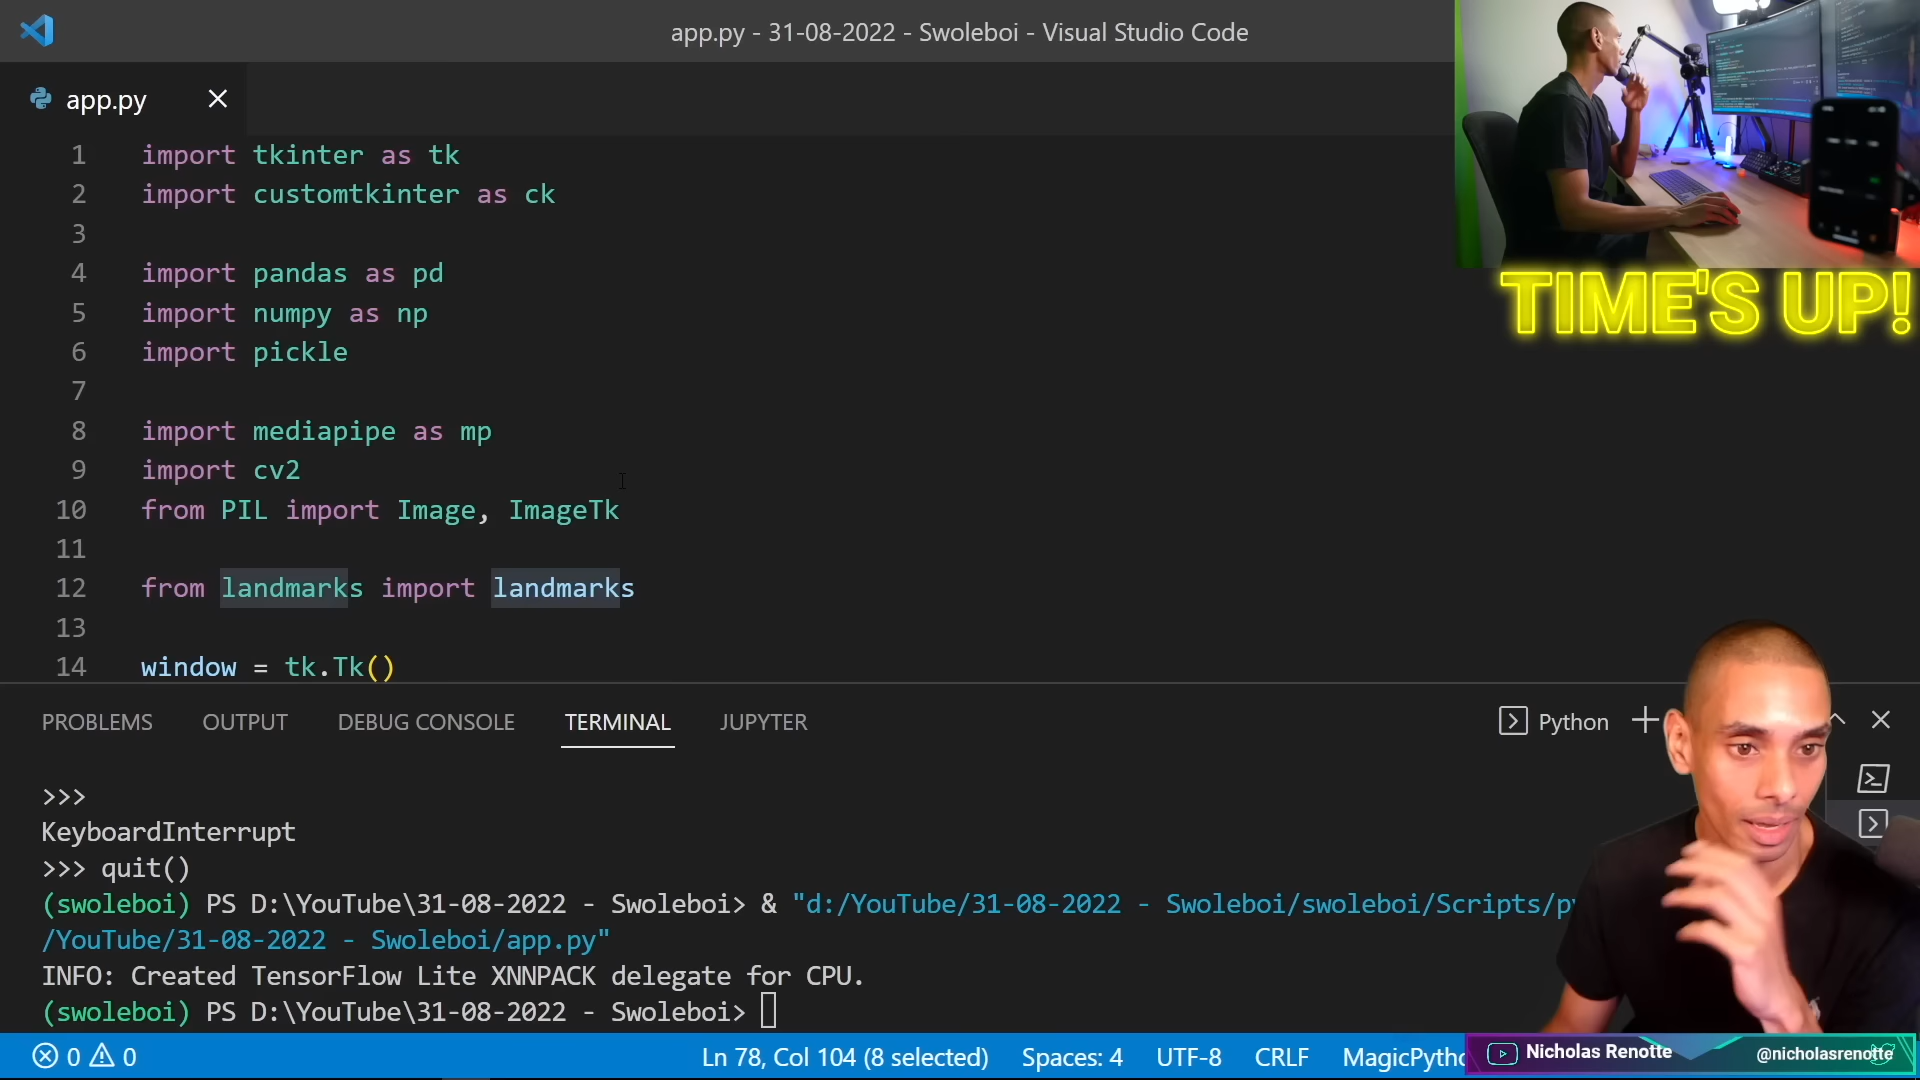 app.py - 31-08-2022 - Swoleboi - Visual Studio Code
app.py
1 import tkinter as tk
2 import customtkinter as ck
3
4 import pandas as pd
5 import numpy as np
6 import pickle
7
8 import mediapipe as mp
9 import cv2
10 from PIL import Image, ImageTk
11
12 from landmarks import landmarks
13
14 window = tk.Tk()
TIME'S UP!
PROBLEMS OUTPUT DEBUG CONSOLE TERMINAL JUPYTER
Python
>>>
KeyboardInterrupt
>>> quit()
(swoleboi) PS D:\YouTube\31-08-2022 - Swoleboi> & "d:/YouTube/31-08-2022 - Swoleboi/swoleboi/Scripts/py
/YouTube/31-08-2022 - Swoleboi/app.py"
INFO: Created TensorFlow Lite XNNPACK delegate for CPU.
(swoleboi) PS D:\YouTube\31-08-2022 - Swoleboi>
0 0 Ln 78, Col 104 (8 selected) Spaces: 4 UTF-8 CRLF MagicPytho
Nicholas Renotte @nicholasrenotte